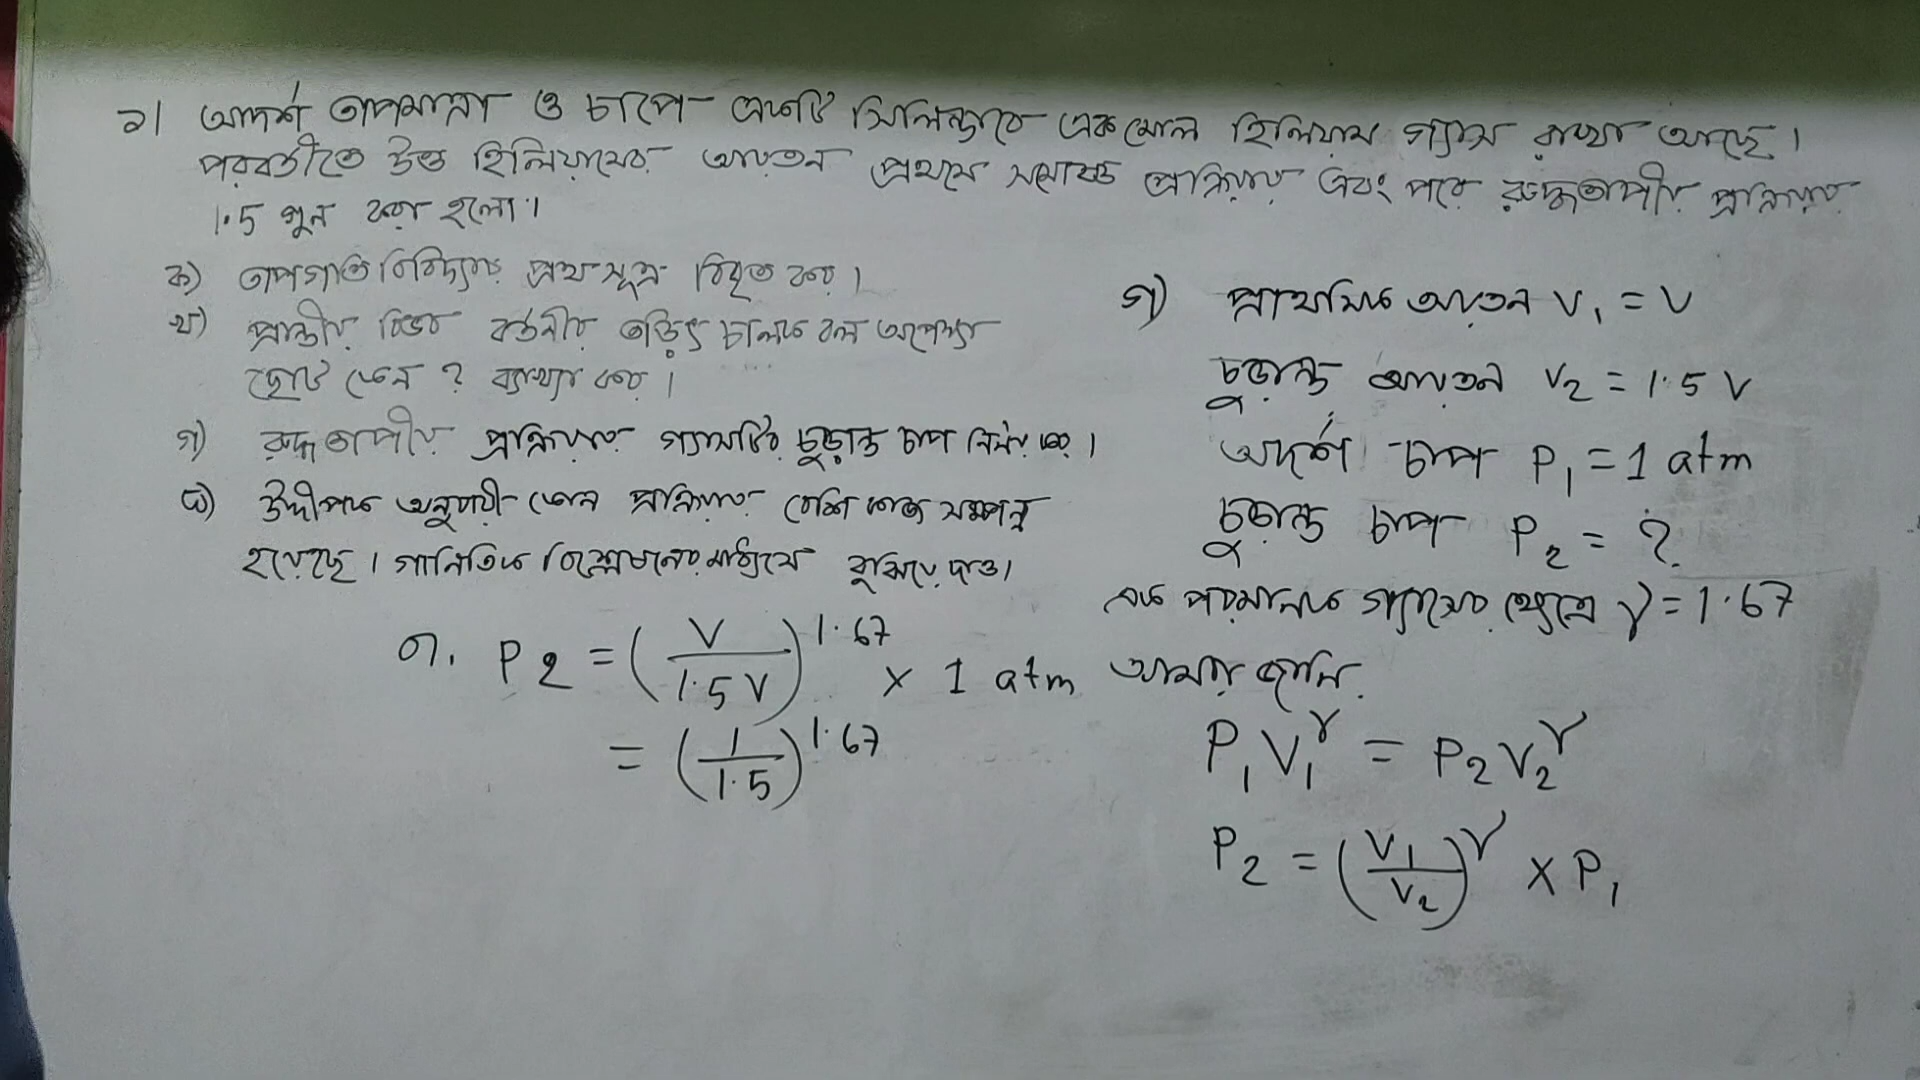 ১। আদর্শ তাপমাত্রা ও চাপে একটি সিলিন্ডারে এক মোল হিলিয়াম গ্যাস রাখা আছে।
পরবর্তীতে উক্ত হিলিয়ামের আয়তন প্রথমে সমোষ্ণ প্রক্রিয়ায় এবং পরে রুদ্ধতাপীয় প্রক্রিয়ায়
1.5 গুন করা হলো।
ক) তাপগতিবিদ্যার প্রথম সূত্র বিবৃত কর।
খ) প্রান্তীয় বিভব বর্তনীর তড়িৎ চালক বল অপেক্ষা
ছোট কেন ? ব্যাখ্যা কর।
গ) রুদ্ধতাপীয় প্রক্রিয়ায় গ্যাসটির চূড়ান্ত চাপ নির্ণয় কর।
ঘ) উদ্দীপক অনুযায়ী কোন প্রক্রিয়ায় বেশি কাজ সম্পন্ন
হয়েছে। গানিতিক বিশ্লেষনের মাধ্যমে বুঝিয়ে দাও।
গ) প্রাথমিক আয়তন V₁ = V
চূড়ান্ত আয়তন V₂ = 1.5 V
আদর্শ চাপ P₁ = 1 atm
চূড়ান্ত চাপ P₂ = ?
এক পরমানুক গ্যাসের ক্ষেত্রে γ = 1.67
আমরা জানি.
P₁V₁^γ = P₂V₂^γ
P₂ = (V₁/V₂)^γ × P₁
গ. P₂ = (V/1.5V)^1.67 × 1 atm
= (1/1.5)^1.67